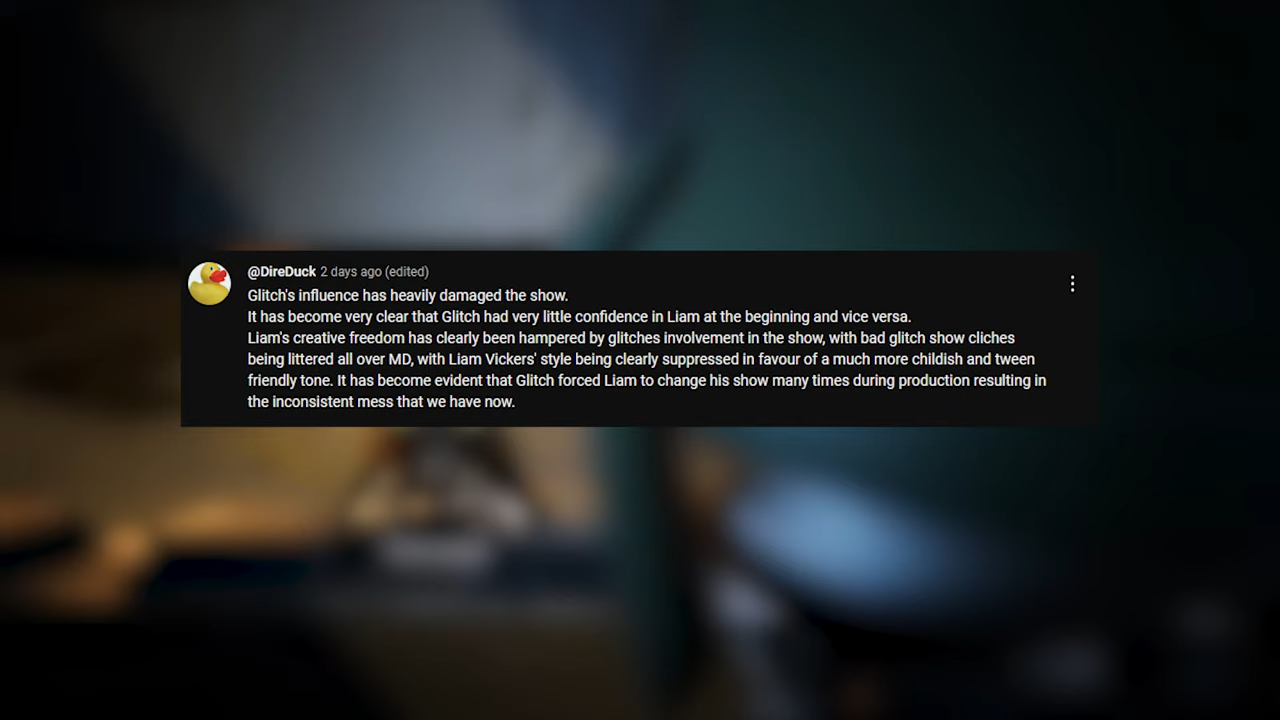 @DireDuck 2 days ago (edited)
Glitch's influence has heavily damaged the show.
It has become very clear that Glitch had very little confidence in Liam at the beginning and vice versa.
Liam's creative freedom has clearly been hampered by glitches involvement in the show, with bad glitch show cliches
being littered all over MD, with Liam Vickers' style being clearly suppressed in favour of a much more childish and tween
friendly tone. It has become evident that Glitch forced Liam to change his show many times during production resulting in
the inconsistent mess that we have now.